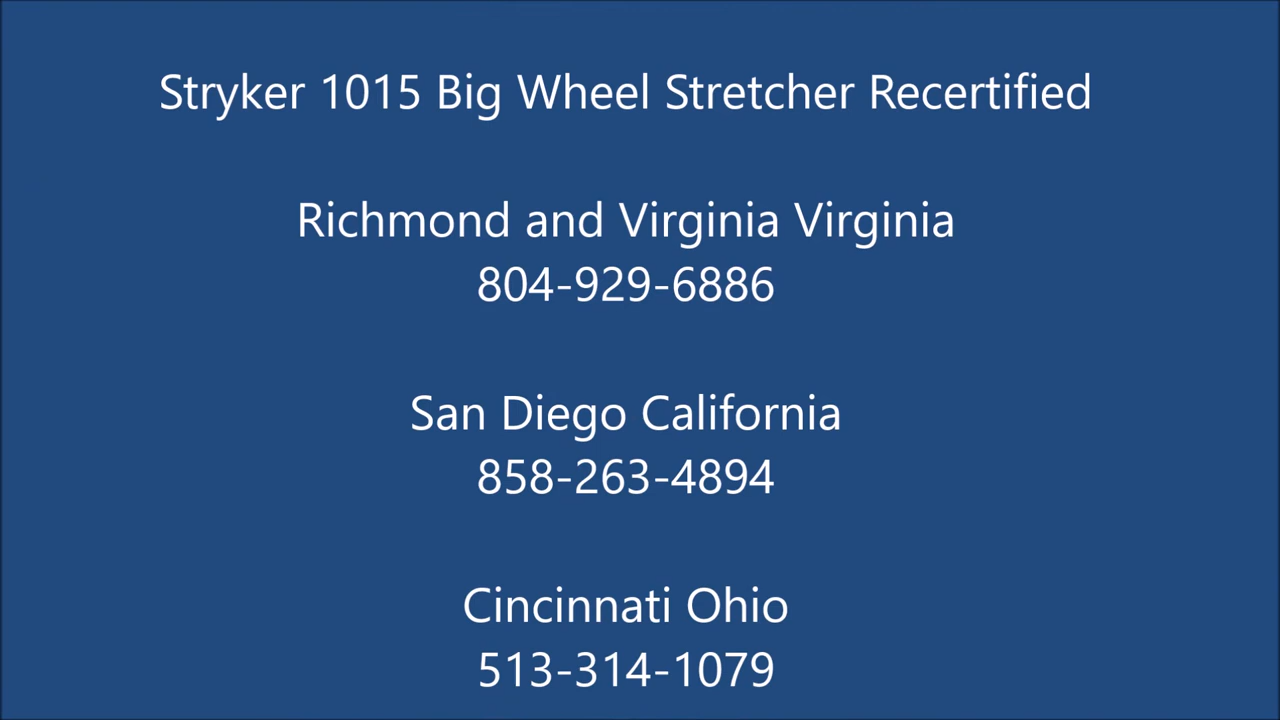 Stryker 1015 Big Wheel Stretcher Recertified
Richmond and Virginia Virginia
804-929-6886
San Diego California
858-263-4894
Cincinnati Ohio
513-314-1079